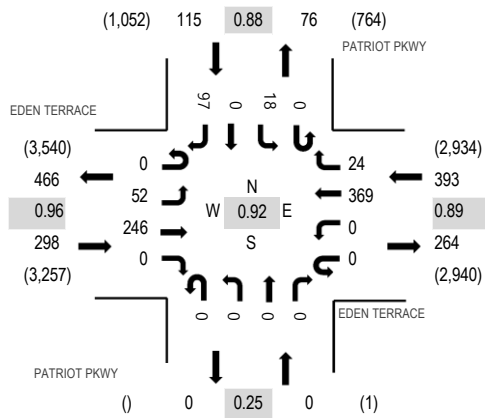 (1,052) 115 0.88 76 (764)
PATRIOT PKWY
97 0 18 0
EDEN TERRACE
(3,540)
466
0.96
298
(3,257)
0
52
246
0
N
W 0.92 E
S
24
369
0
0
(2,934)
393
0.89
264
(2,940)
0 0 0 0
EDEN TERRACE
PATRIOT PKWY
() 0 0.25 0 (1)